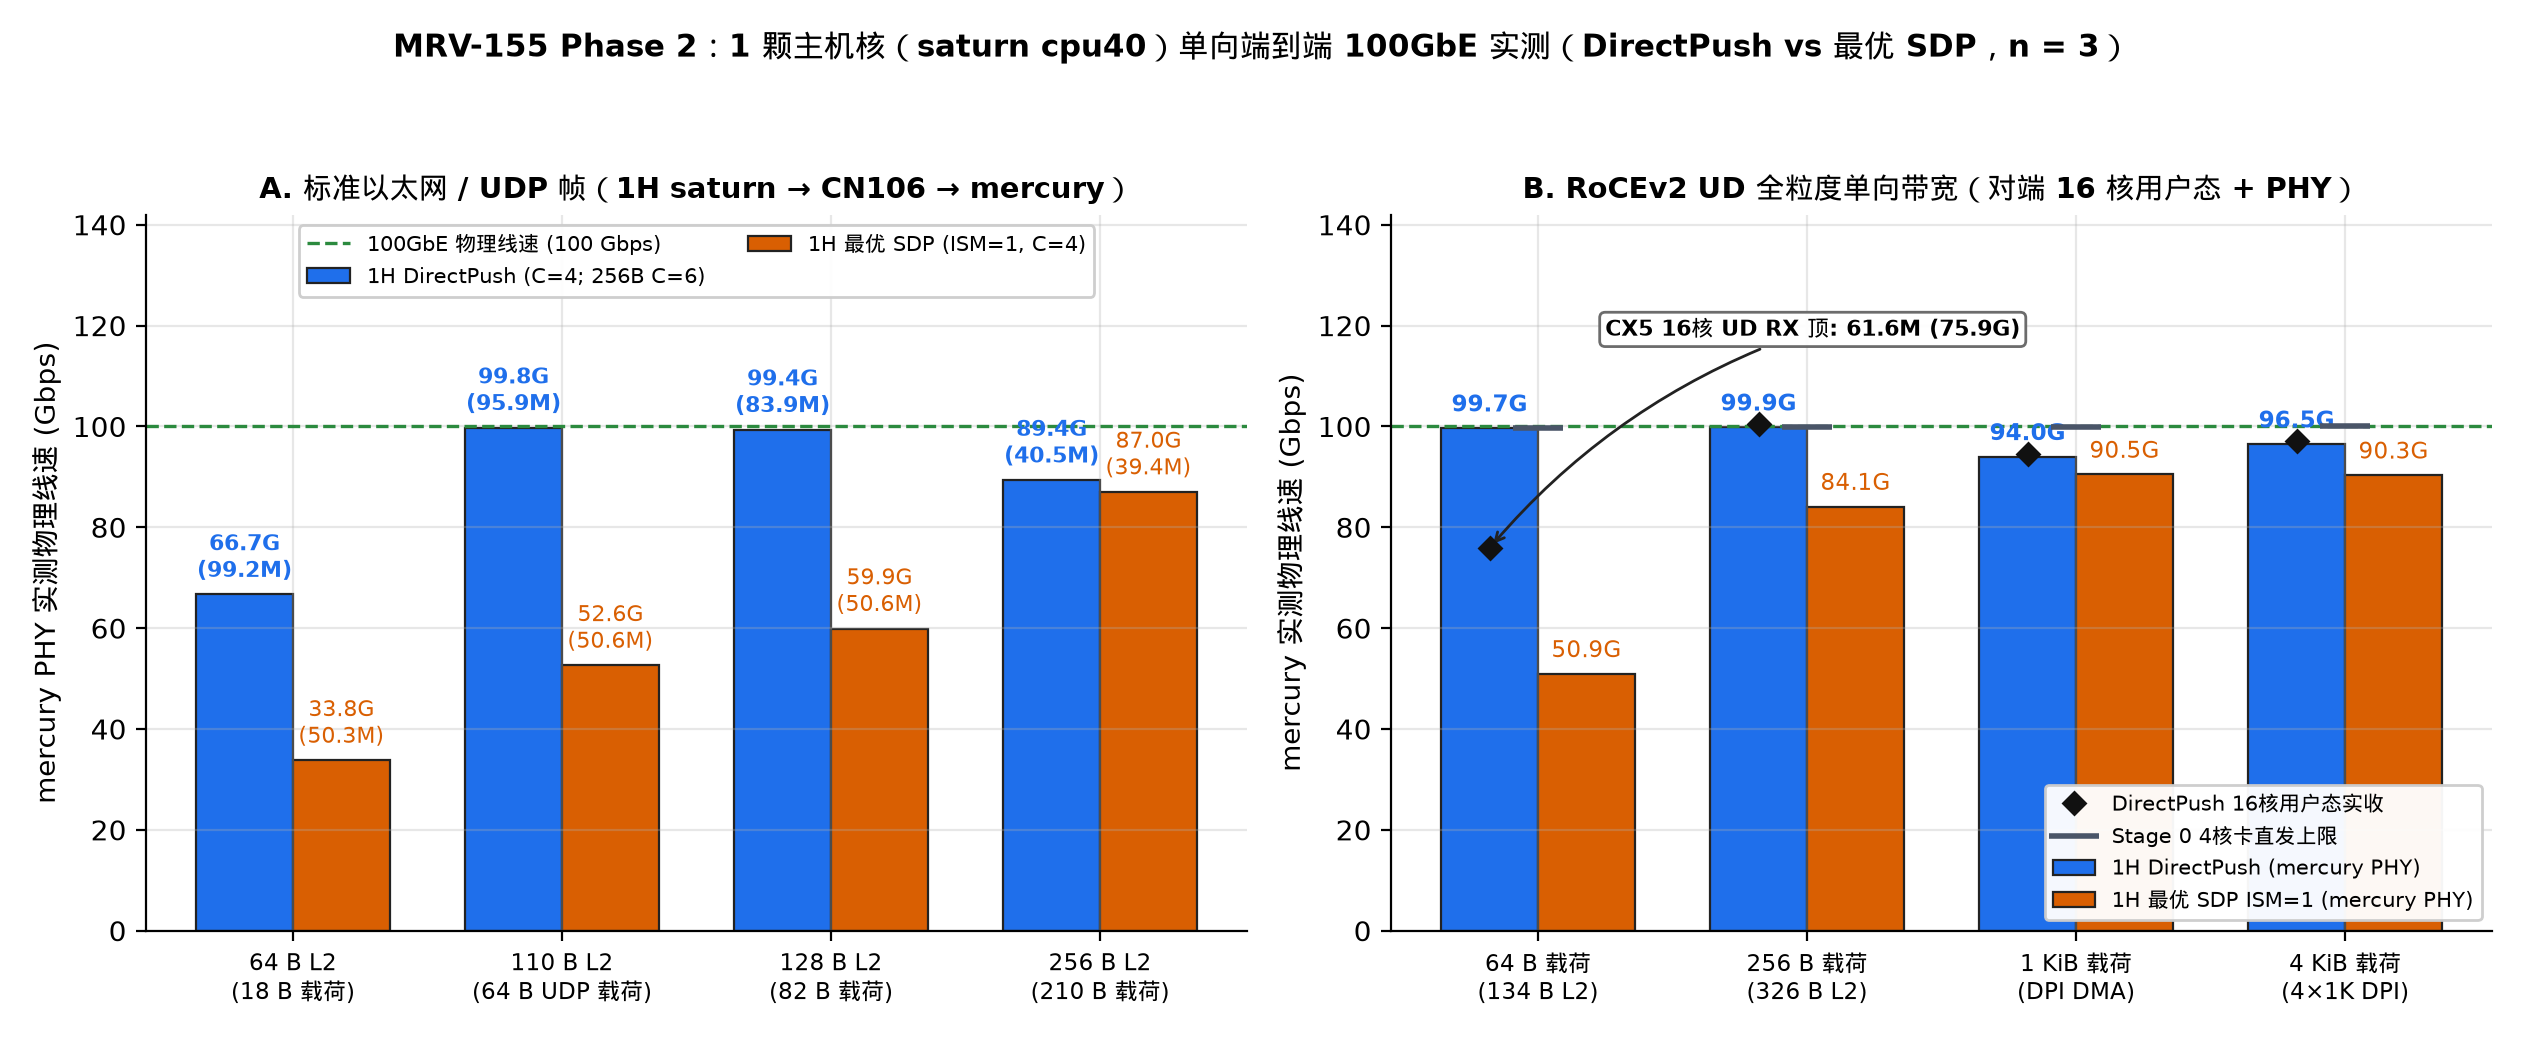 MRV-155 Phase 2：1 颗主机核（saturn cpu40）单向端到端 100GbE 实测（DirectPush vs 最优 SDP，n = 3）
A. 标准以太网 / UDP 帧（1H saturn → CN106 → mercury）
mercury PHY 实测物理线速 (Gbps)
140
120
100
80
60
40
20
0
100GbE 物理线速 (100 Gbps)
1H DirectPush (C=4; 256B C=6)
1H 最优 SDP (ISM=1, C=4)
66.7G
(99.2M)
33.8G
(50.3M)
99.8G
(95.9M)
52.6G
(50.6M)
99.4G
(83.9M)
59.9G
(50.6M)
89.4G
(40.5M)
87.0G
(39.4M)
64 B L2
(18 B 载荷)
110 B L2
(64 B UDP 载荷)
128 B L2
(82 B 载荷)
256 B L2
(210 B 载荷)
B. RoCEv2 UD 全粒度单向带宽（对端 16 核用户态 + PHY）
mercury 实测物理线速 (Gbps)
140
120
100
80
60
40
20
0
CX5 16核 UD RX 顶: 61.6M (75.9G)
99.7G
50.9G
99.9G
84.1G
94.0G
90.5G
96.5G
90.3G
DirectPush 16核用户态实收
Stage 0 4核卡直发上限
1H DirectPush (mercury PHY)
1H 最优 SDP ISM=1 (mercury PHY)
64 B 载荷
(134 B L2)
256 B 载荷
(326 B L2)
1 KiB 载荷
(DPI DMA)
4 KiB 载荷
(4×1K DPI)